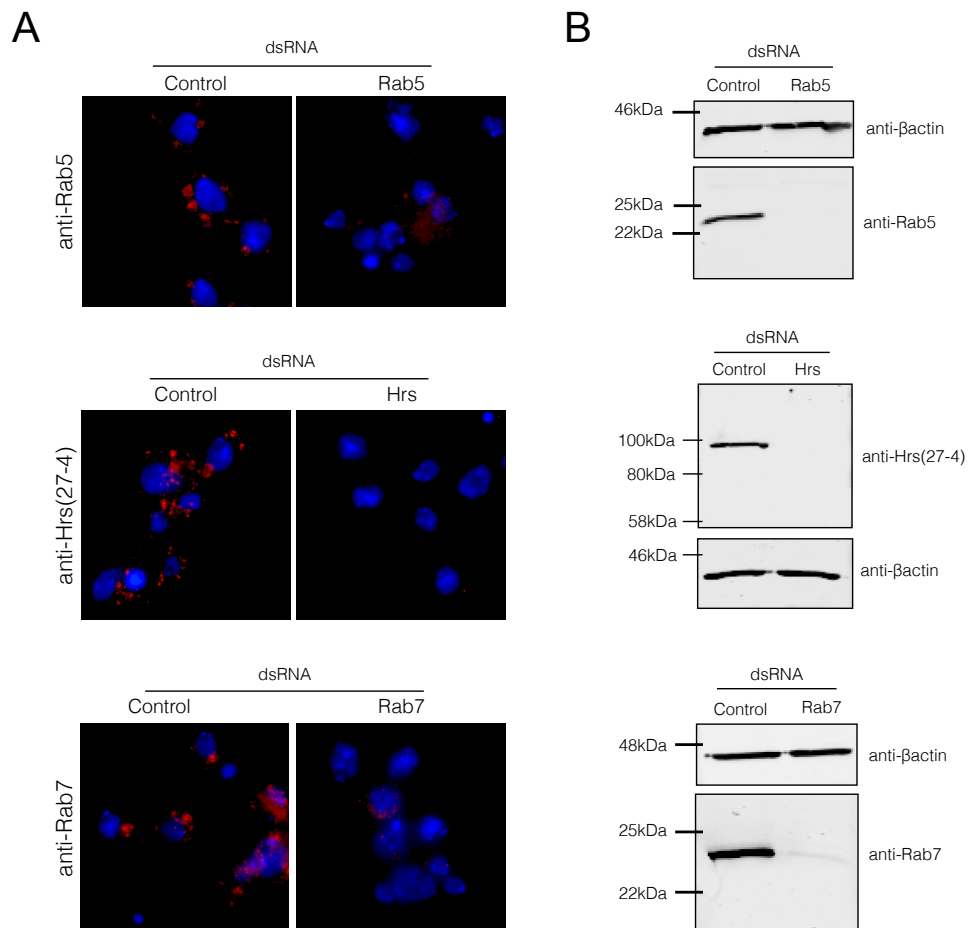 A
dsRNA
Control Rab5
anti-Rab5
dsRNA
Control Hrs
anti-Hrs(27-4)
dsRNA
Control Rab7
anti-Rab7
B
dsRNA
Control Rab5
46kDa
anti-βactin
25kDa
22kDa
anti-Rab5
dsRNA
Control Hrs
100kDa
80kDa
58kDa
anti-Hrs(27-4)
46kDa
anti-βactin
dsRNA
Control Rab7
48kDa
anti-βactin
25kDa
22kDa
anti-Rab7